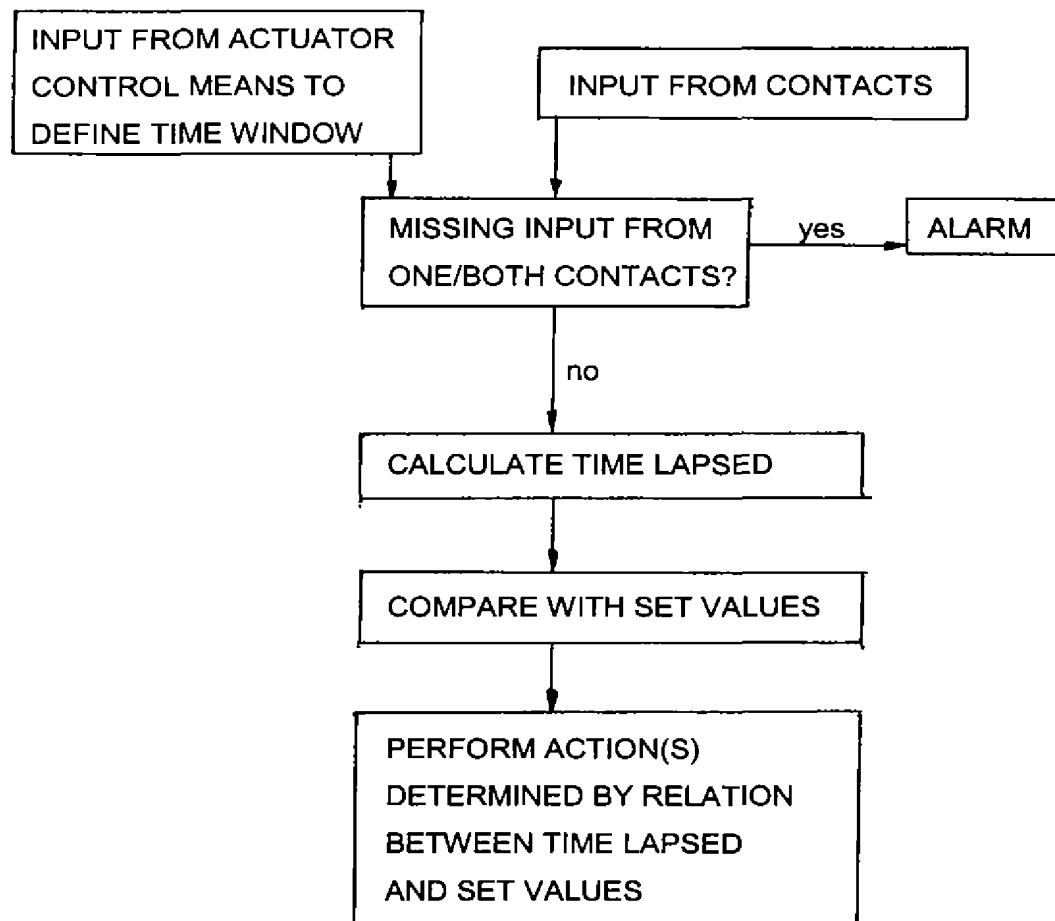 INPUT FROM ACTUATOR
CONTROL MEANS TO
DEFINE TIME WINDOW
INPUT FROM CONTACTS
MISSING INPUT FROM
ONE/BOTH CONTACTS?
yes
ALARM
no
CALCULATE TIME LAPSED
COMPARE WITH SET VALUES
PERFORM ACTION(S)
DETERMINED BY RELATION
BETWEEN TIME LAPSED
AND SET VALUES